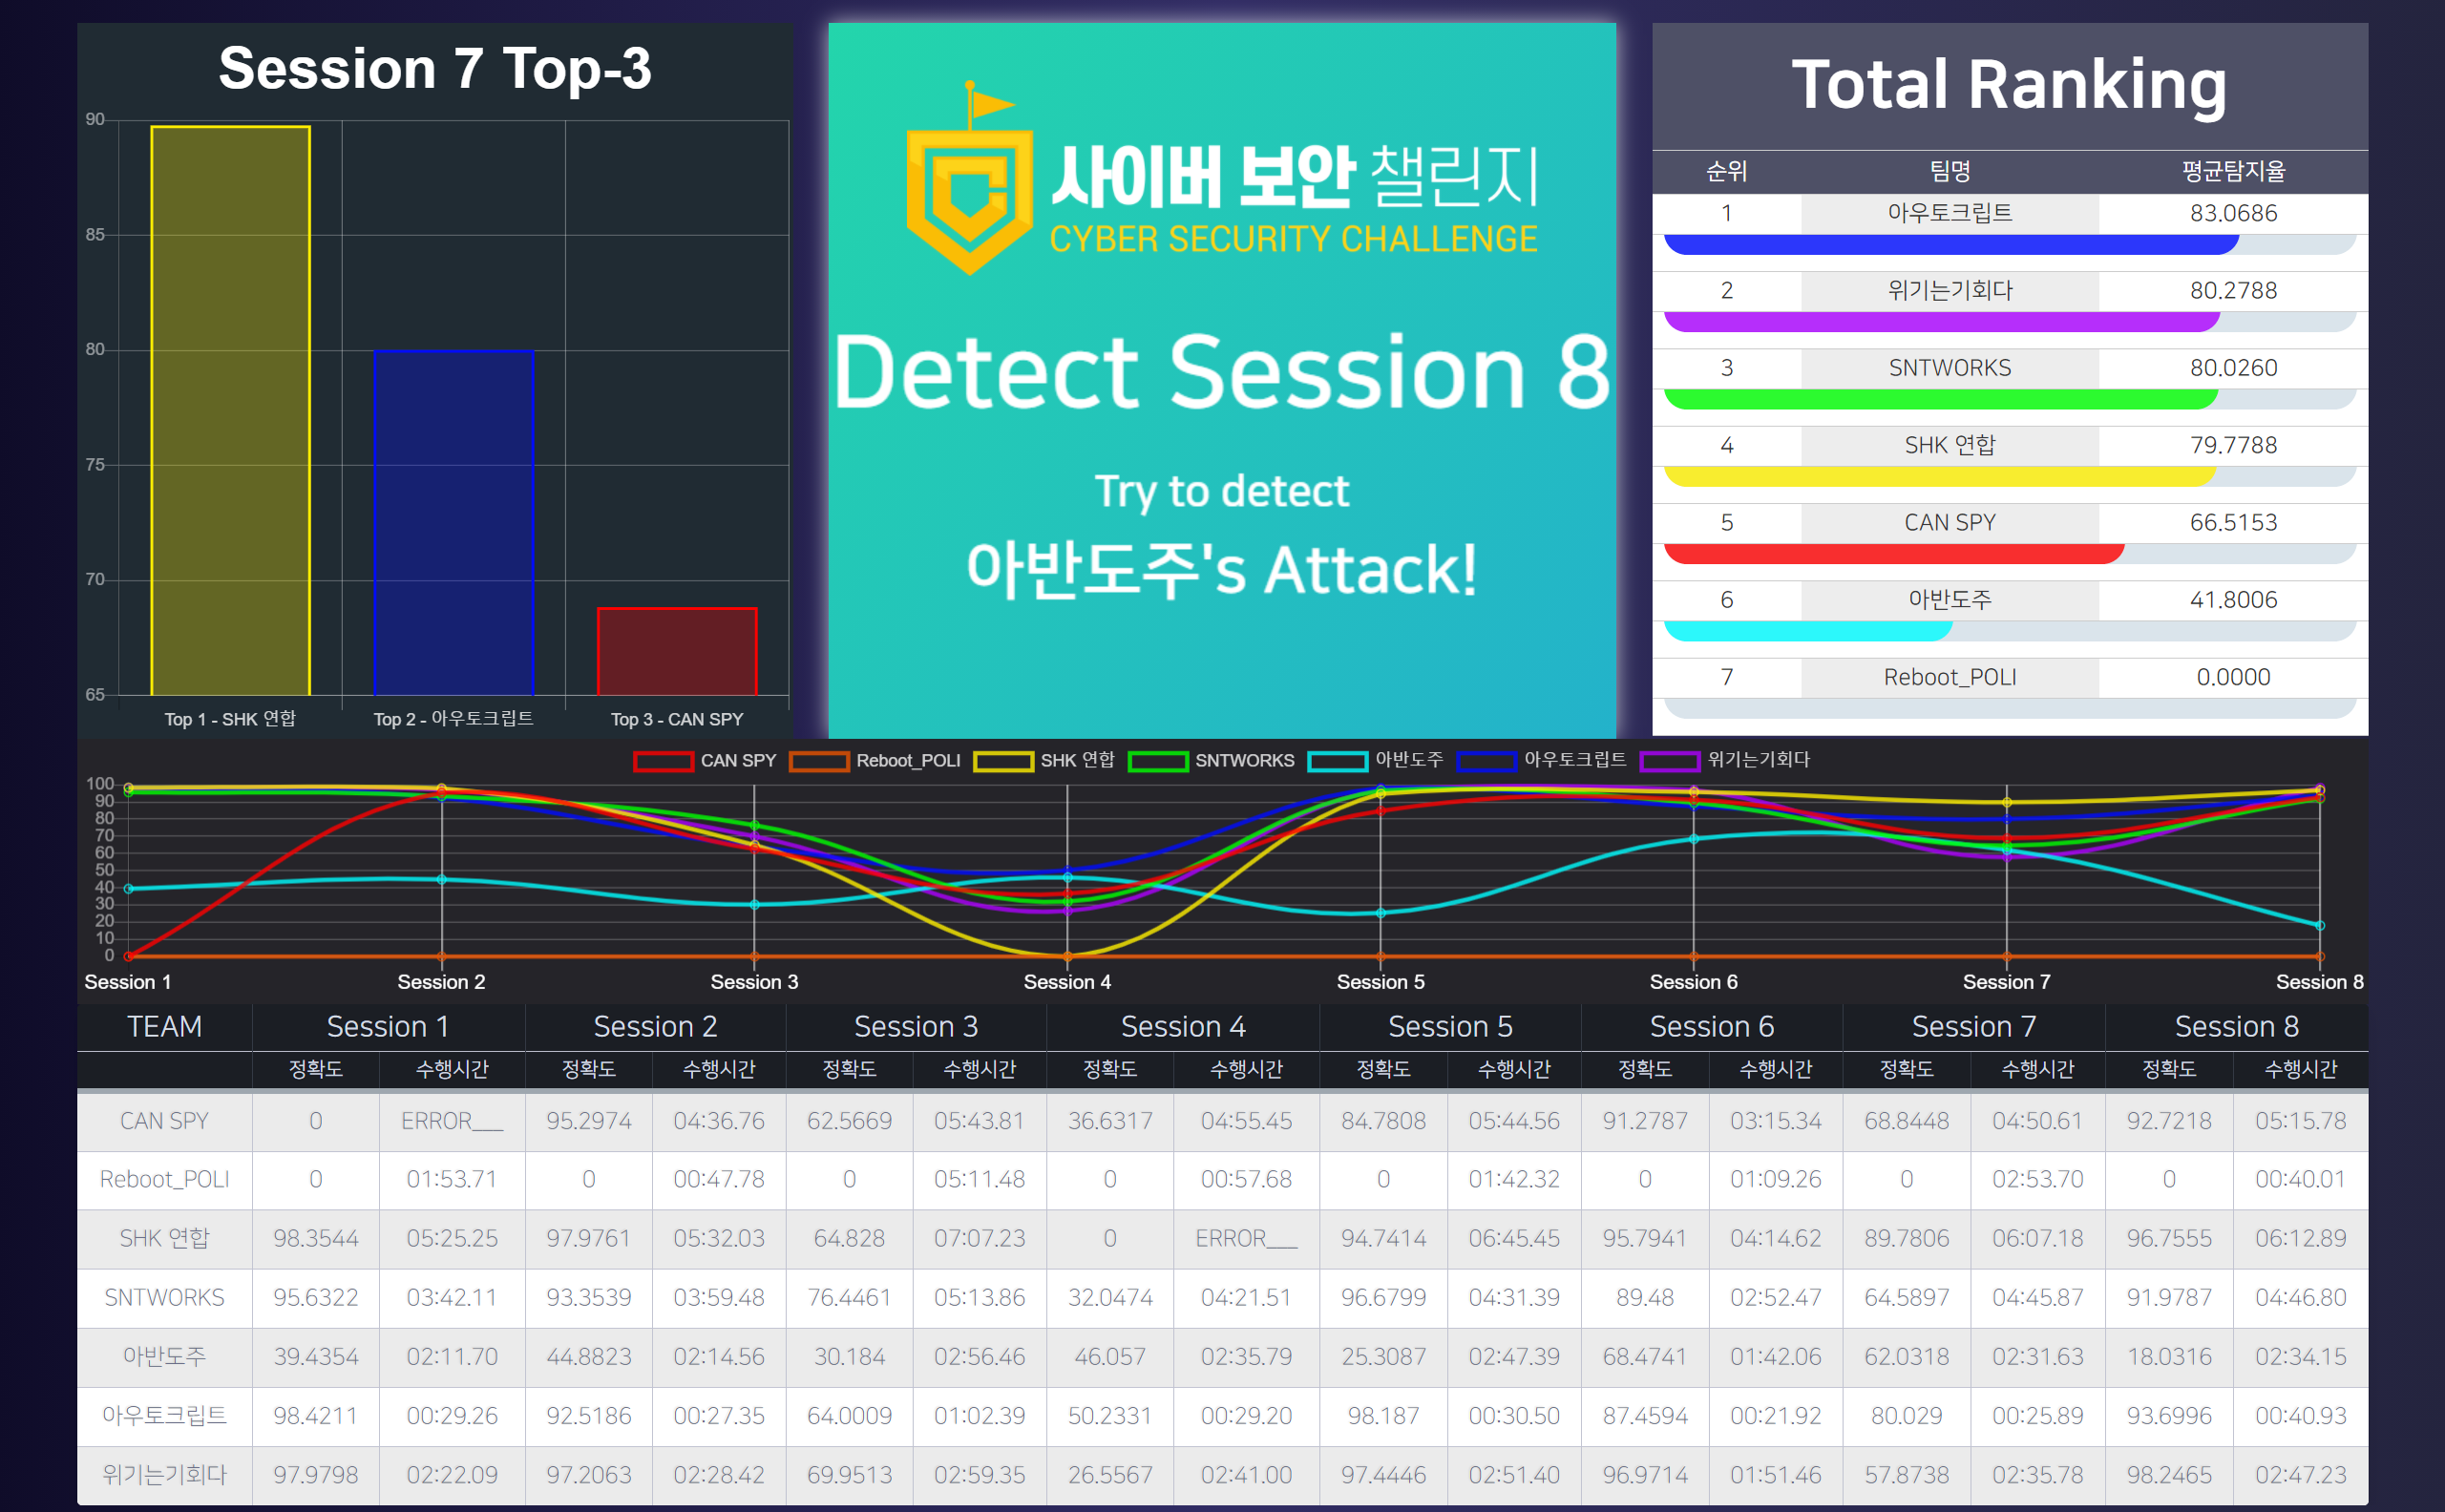 Session 7 Top-3
90
85
80
75
70
65
Top 1 - SHK 연합
Top 2 - 아우토크립트
Top 3 - CAN SPY
사이버 보안 챌린지
CYBER SECURITY CHALLENGE
Detect Session 8
Try to detect
아반도주's Attack!
Total Ranking
순위 팀명 평균탐지율
1 아우토크립트 83.0686
2 위기는기회다 80.2788
3 SNTWORKS 80.0260
4 SHK 연합 79.7788
5 CAN SPY 66.5153
6 아반도주 41.8006
7 Reboot_POLI 0.0000
CAN SPY Reboot_POLI SHK 연합 SNTWORKS 아반도주 아우토크립트 위기는기회다
100
90
80
70
60
50
40
30
20
10
0
Session 1 Session 2 Session 3 Session 4 Session 5 Session 6 Session 7 Session 8
TEAM Session 1 Session 2 Session 3 Session 4 Session 5 Session 6 Session 7 Session 8
정확도 수행시간 정확도 수행시간 정확도 수행시간 정확도 수행시간 정확도 수행시간 정확도 수행시간 정확도 수행시간 정확도 수행시간
CAN SPY 0 ERROR__ 95.2974 04:36.76 62.5669 05:43.81 36.6317 04:55.45 84.7808 05:44.56 91.2787 03:15.34 68.8448 04:50.61 92.7218 05:15.78
Reboot_POLI 0 01:53.71 0 00:47.78 0 05:11.48 0 00:57.68 0 01:42.32 0 01:09.26 0 02:53.70 0 00:40.01
SHK 연합 98.3544 05:25.25 97.9761 05:32.03 64.828 07:07.23 0 ERROR__ 94.7414 06:45.45 95.7941 04:14.62 89.7806 06:07.18 96.7555 06:12.89
SNTWORKS 95.6322 03:42.11 93.3539 03:59.48 76.4461 05:13.86 32.0474 04:21.51 96.6799 04:31.39 89.48 02:52.47 64.5897 04:45.87 91.9787 04:46.80
아반도주 39.4354 02:11.70 44.8823 02:14.56 30.184 02:56.46 46.057 02:35.79 25.3087 02:47.39 68.4741 01:42.06 62.0318 02:31.63 18.0316 02:34.15
아우토크립트 98.4211 00:29.26 92.5186 00:27.35 64.0009 01:02.39 50.2331 00:29.20 98.187 00:30.50 87.4594 00:21.92 80.029 00:25.89 93.6996 00:40.93
위기는기회다 97.9798 02:22.09 97.2063 02:28.42 69.9513 02:59.35 26.5567 02:41.00 97.4446 02:51.40 96.9714 01:51.46 57.8738 02:35.78 98.2465 02:47.23